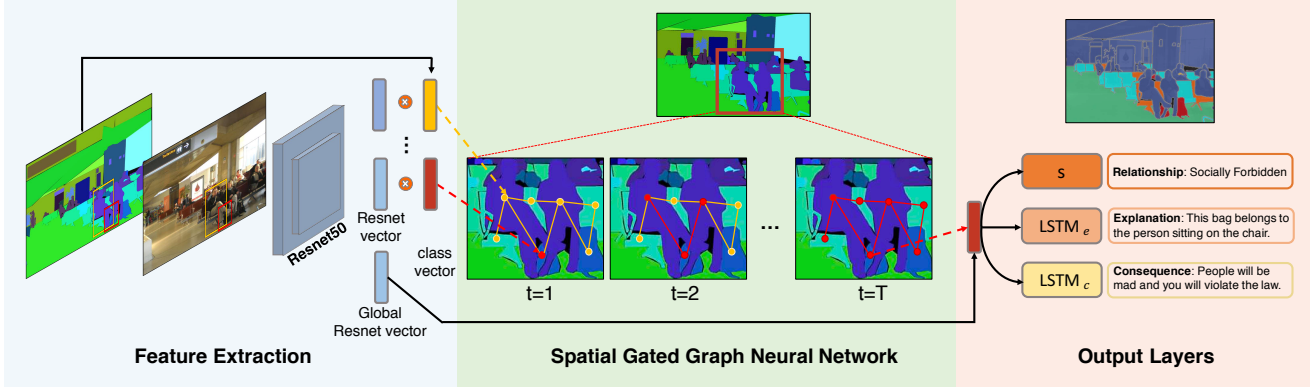 Resnet50
Resnet
vector
class
vector
Global
Resnet vector
Feature Extraction
t=1
t=2
...
t=T
Spatial Gated Graph Neural Network
S
Relationship: Socially Forbidden
LSTM e
Explanation: This bag belongs to
the person sitting on the chair.
LSTM c
Consequence: People will be
mad and you will violate the law.
Output Layers